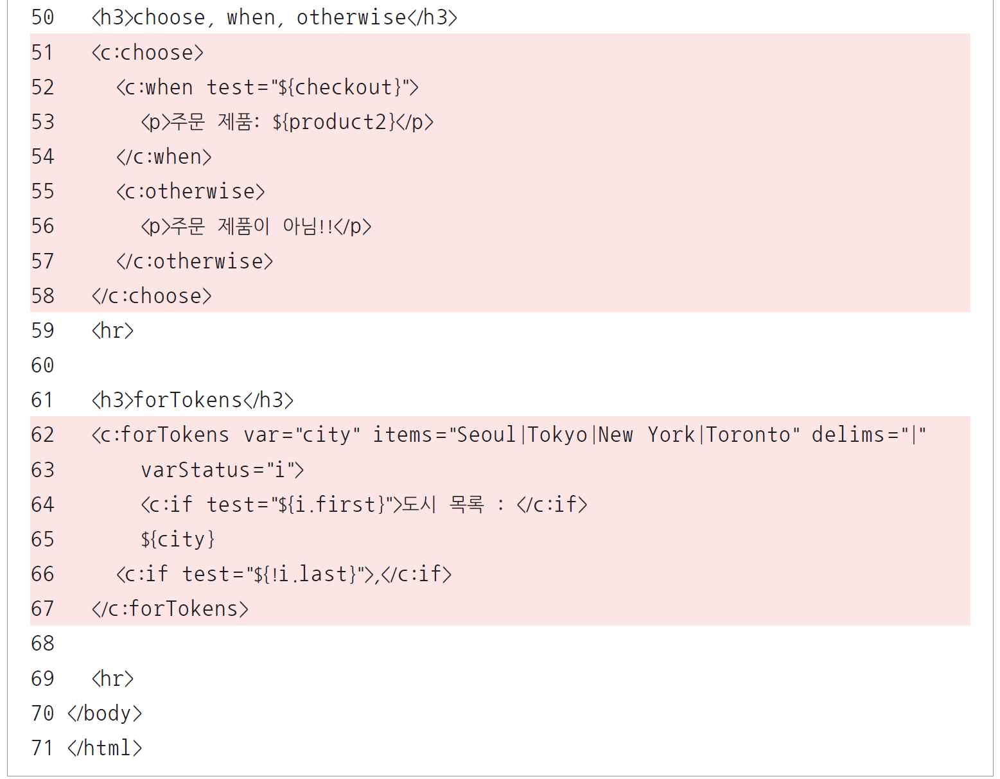 50   <h3>choose, when, otherwise</h3>
51   <c:choose>
52     <c:when test="${checkout}">
53       <p>주문 제품: ${product2}</p>
54     </c:when>
55     <c:otherwise>
56       <p>주문 제품이 아님!!</p>
57     </c:otherwise>
58   </c:choose>
59   <hr>
60
61   <h3>forTokens</h3>
62   <c:forTokens var="city" items="Seoul|Tokyo|New York|Toronto" delims="|"
63       varStatus="i">
64       <c:if test="${i.first}">도시 목록 : </c:if>
65       ${city}
66     <c:if test="${!i.last}">,</c:if>
67   </c:forTokens>
68
69   <hr>
70 </body>
71 </html>